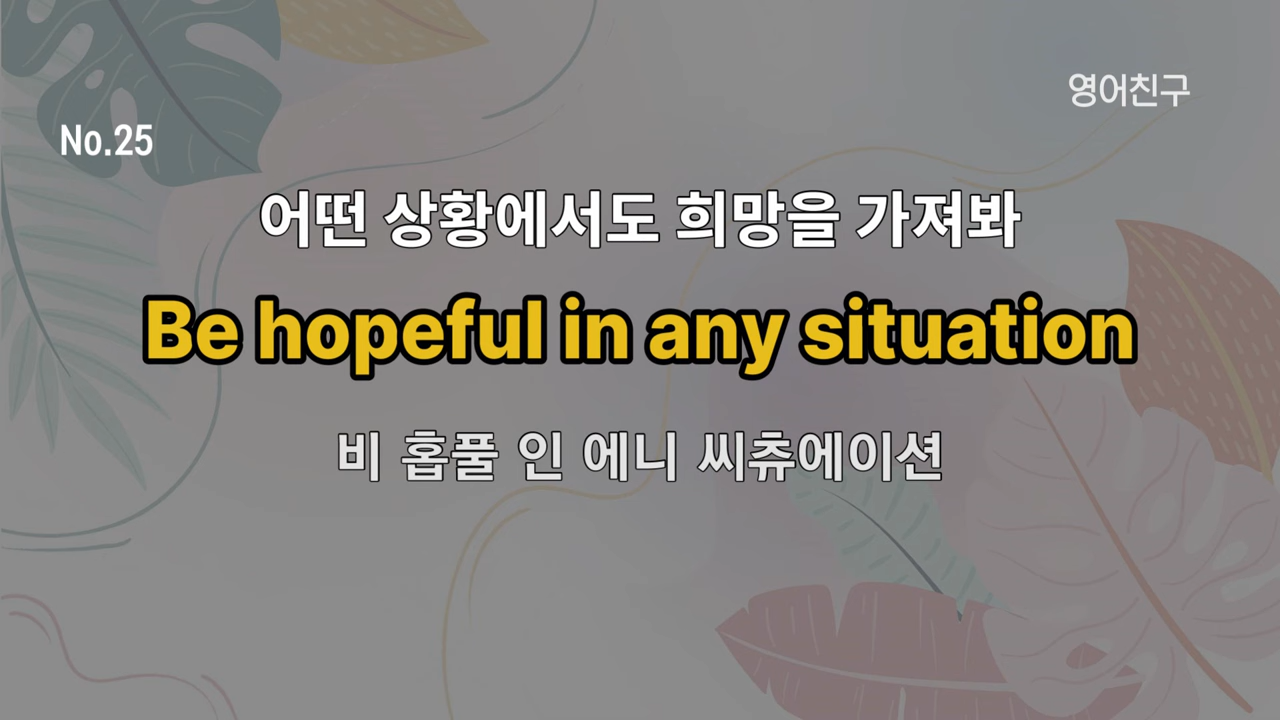 영어친구
No.25
어떤 상황에서도 희망을 가져봐
Be hopeful in any situation
비 홉풀 인 에니 씨츄에이션